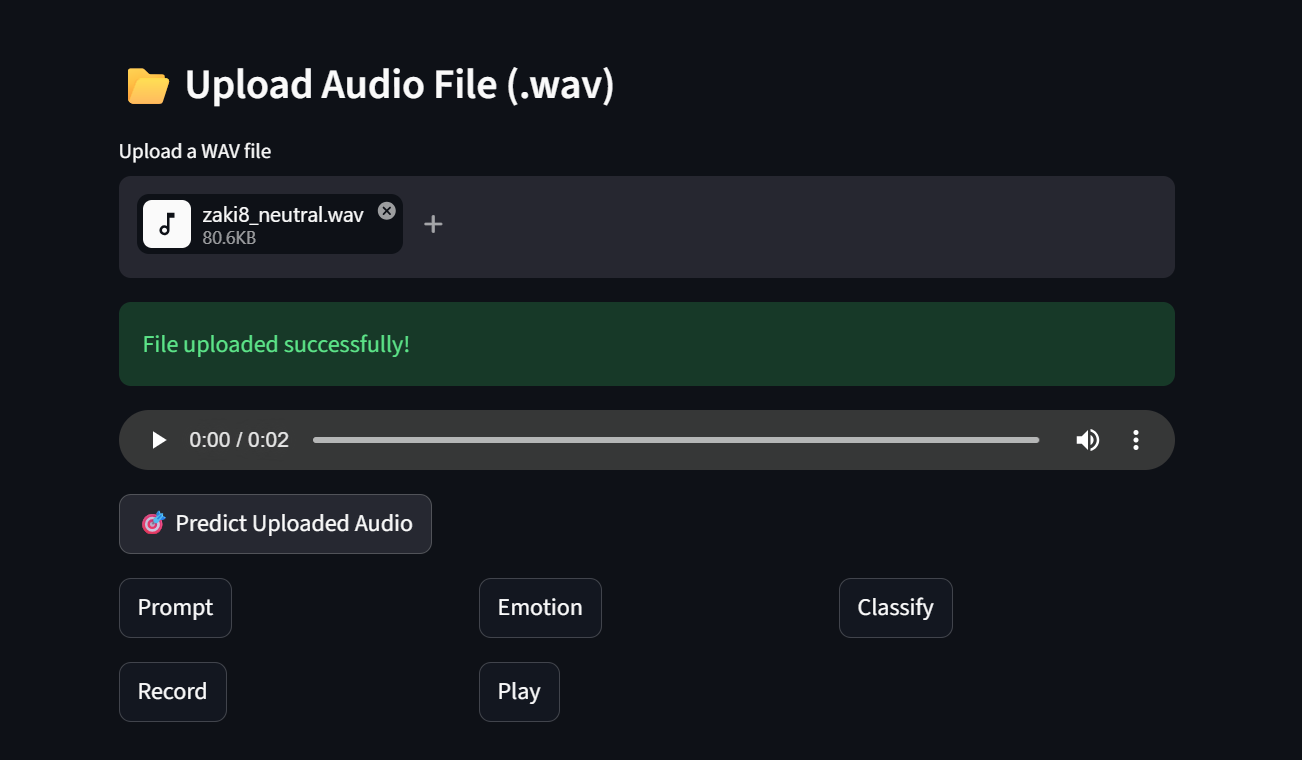 Upload Audio File (.wav)
Upload a WAV file
zaki8_neutral.wav
80.6KB
File uploaded successfully!
0:00 / 0:02
Predict Uploaded Audio
Prompt Emotion Classify
Record Play